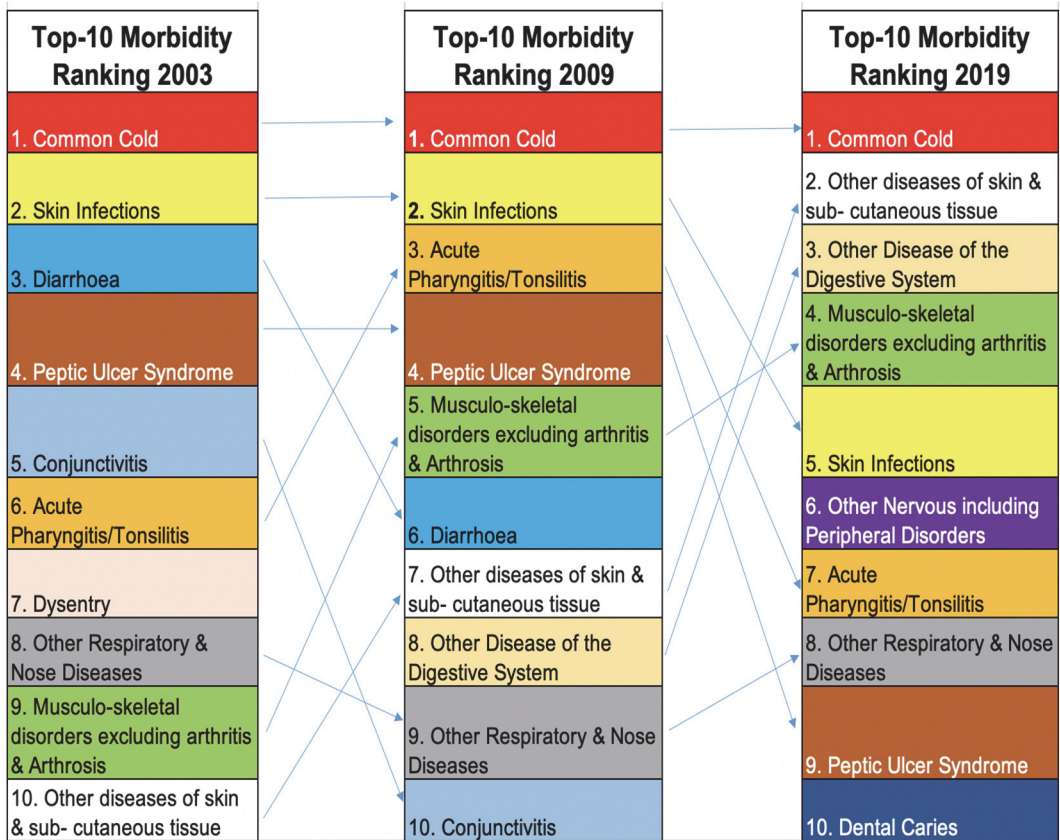 Top-10 Morbidity
Ranking 2003
1. Common Cold
2. Skin Infections
3. Diarrhoea
4. Peptic Ulcer Syndrome
5. Conjunctivitis
6. Acute
Pharyngitis/Tonsilitis
7. Dysentry
8. Other Respiratory &
Nose Diseases
9. Musculo-skeletal
disorders excluding arthritis
& Arthrosis
10. Other diseases of skin
& sub- cutaneous tissue
Top-10 Morbidity
Ranking 2009
1. Common Cold
2. Skin Infections
3. Acute
Pharyngitis/Tonsilitis
4. Peptic Ulcer Syndrome
5. Musculo-skeletal
disorders excluding arthritis
& Arthrosis
6. Diarrhoea
7. Other diseases of skin &
sub- cutaneous tissue
8. Other Disease of the
Digestive System
9. Other Respiratory & Nose
Diseases
10. Conjunctivitis
Top-10 Morbidity
Ranking 2019
1. Common Cold
2. Other diseases of skin &
sub- cutaneous tissue
3. Other Disease of the
Digestive System
4. Musculo-skeletal
disorders excluding arthritis
& Arthrosis
5. Skin Infections
6. Other Nervous including
Peripheral Disorders
7. Acute
Pharyngitis/Tonsilitis
8. Other Respiratory & Nose
Diseases
9. Peptic Ulcer Syndrome
10. Dental Caries